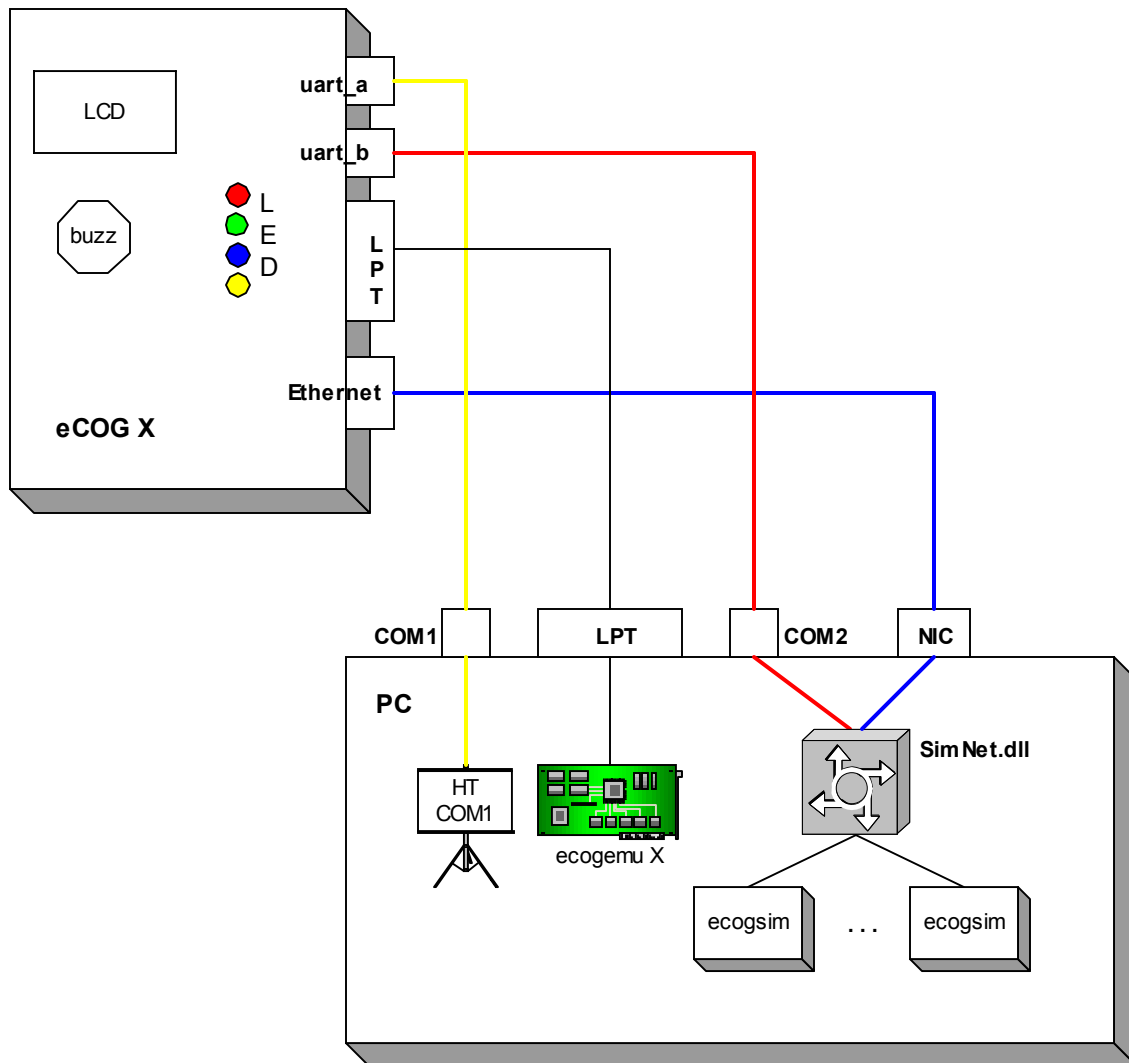 uart_a
LCD
uart_b
L
E
D
buzz
L
P
T
Ethernet
eCOG X
COM1
LPT
COM2
NIC
PC
SimNet.dll
HT
COM1
ecogemu X
ecogsim
. . .
ecogsim